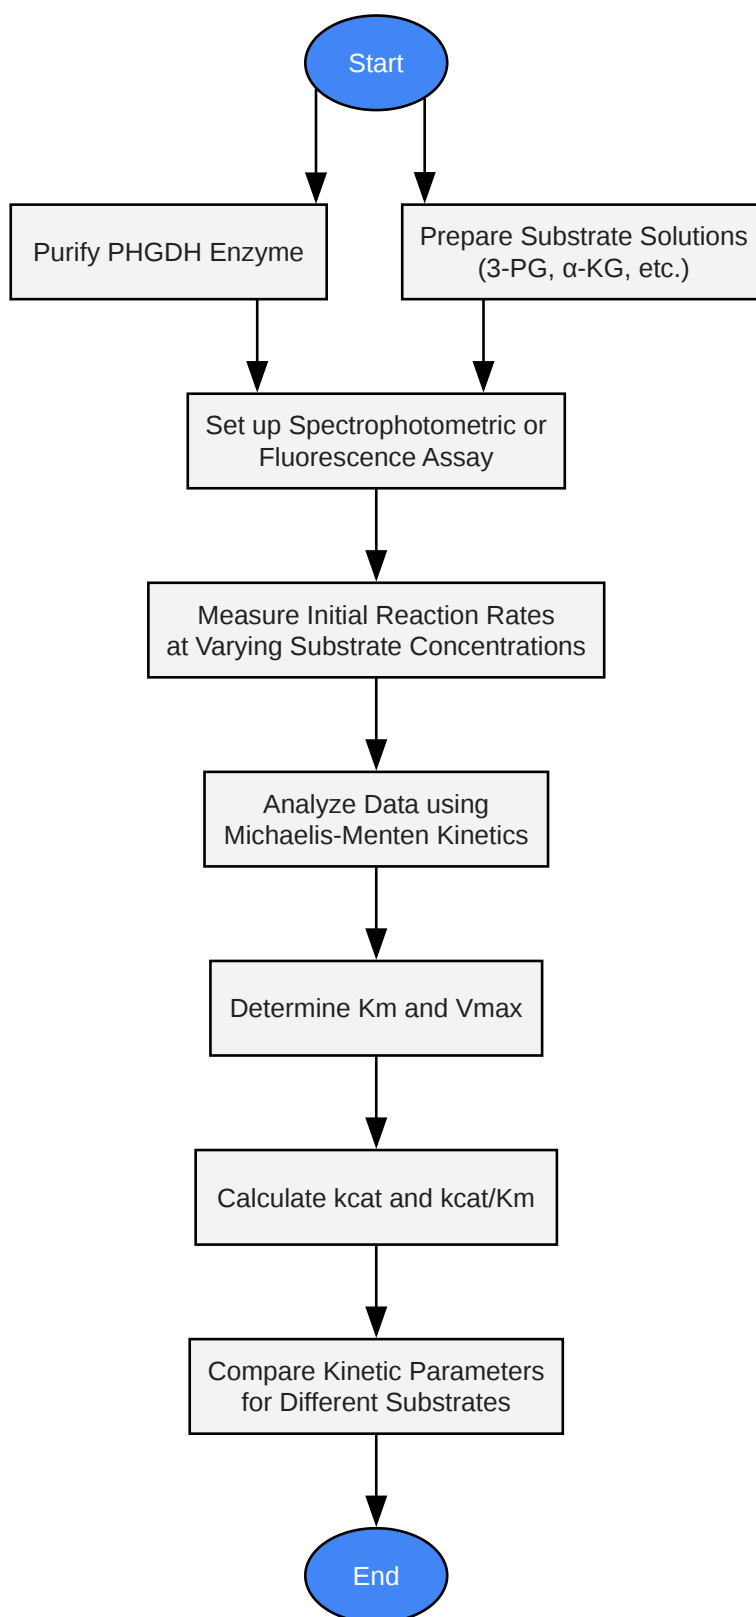 Start
Purify PHGDH Enzyme
Prepare Substrate Solutions
(3-PG, α-KG, etc.)
Set up Spectrophotometric or
Fluorescence Assay
Measure Initial Reaction Rates
at Varying Substrate Concentrations
Analyze Data using
Michaelis-Menten Kinetics
Determine Km and Vmax
Calculate kcat and kcat/Km
Compare Kinetic Parameters
for Different Substrates
End